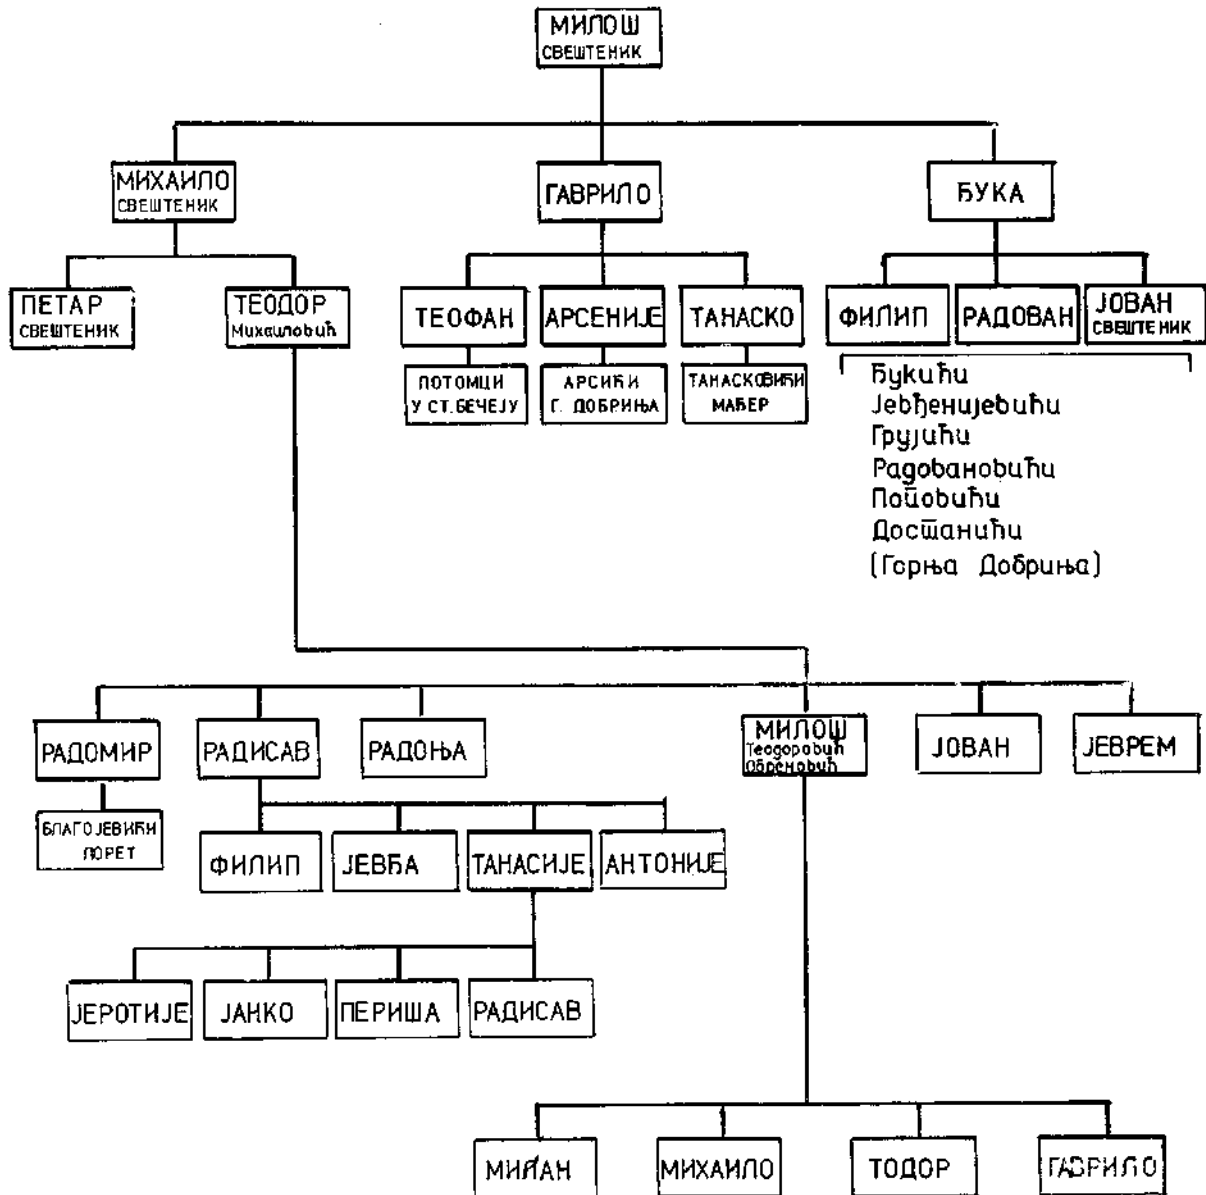 МИЛОШ
СВЕШТЕНИК
МИХАИЛО
СВЕШТЕНИК
ГАВРИЛО
ЂУКА
ПЕТАР
СВЕШТЕНИК
ТЕОДОР
Михаиловић
ТЕОФАН
АРСЕНИЈЕ
ТАНАСКО
ФИЛИП
РАДОВАН
ЈОВАН
СВЕШТЕНИК
ПОТОМЦИ
У СТ. БЕЧЕЈУ
АРСИЋИ
Г. ДОБРИЊА
ТАНАСКОВИЋИ
МАЂЕР
Ђукићи
Јевђенијевићи
Грујићи
Радовановићи
Поповићи
Достанићи
(Горња Добриња)
РАДОМИР
РАДИСАВ
РАДОЊА
МИЛОШ
Теодоровић
Обреновић
ЈОВАН
ЈЕВРЕМ
БЛАГОЈЕВИЋИ
ЛОРЕТ
ФИЛИП
ЈЕВЂА
ТАНАСИЈЕ
АНТОНИЈЕ
ЈЕРОТИЈЕ
ЈАНКО
ПЕРИША
РАДИСАВ
МИЛАН
МИХАИЛО
ТОДОР
ГАВРИЛО